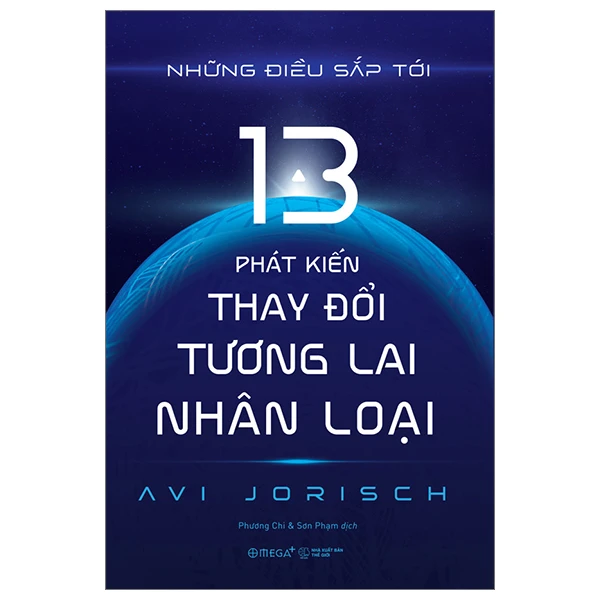 NHỮNG ĐIỀU SẮP TỚI
13
PHÁT KIẾN
THAY ĐỔI
TƯƠNG LAI
NHÂN LOẠI
AVI JORISCH
Phương Chi & Sơn Phạm dịch
OMEGA+
NHÀ XUẤT BẢN
THẾ GIỚI